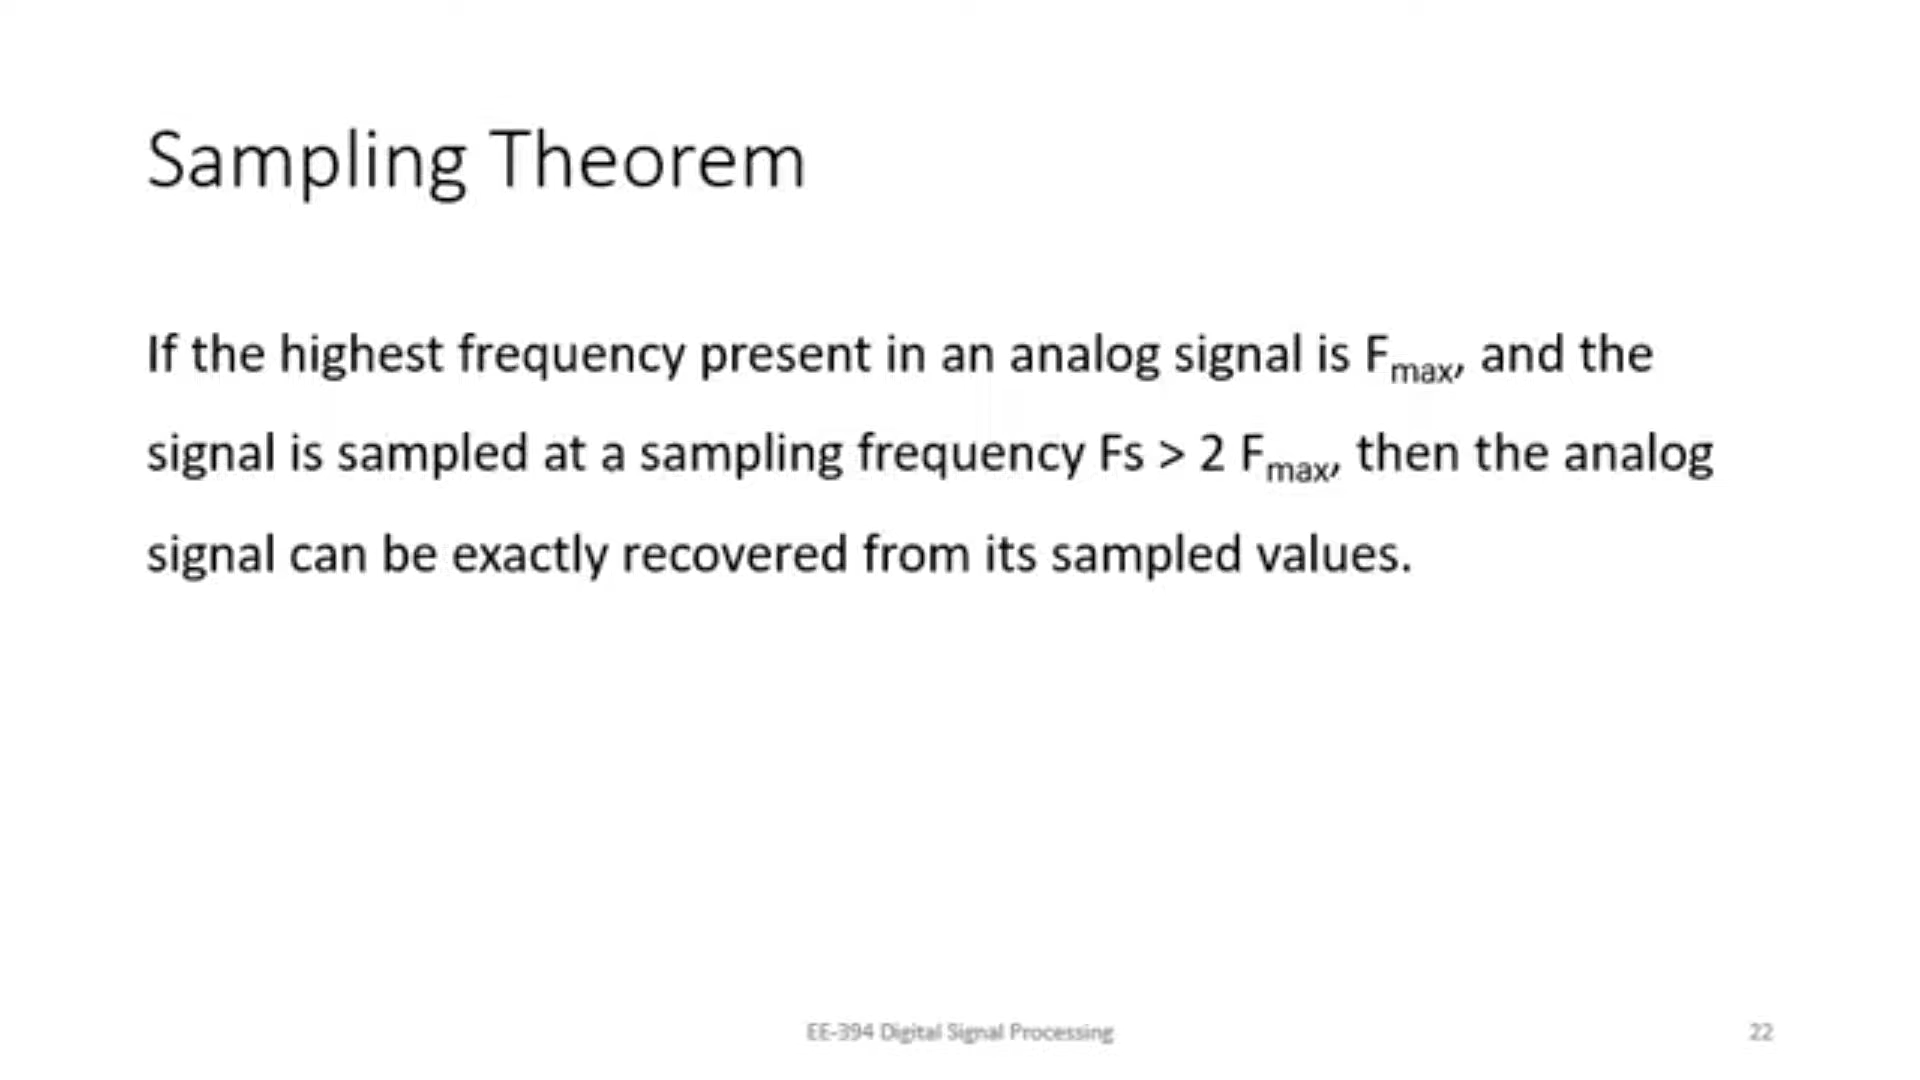 Sampling Theorem
If the highest frequency present in an analog signal is Fmax, and the
signal is sampled at a sampling frequency Fs > 2 Fmax, then the analog
signal can be exactly recovered from its sampled values.
EE-394 Digital Signal Processing
22